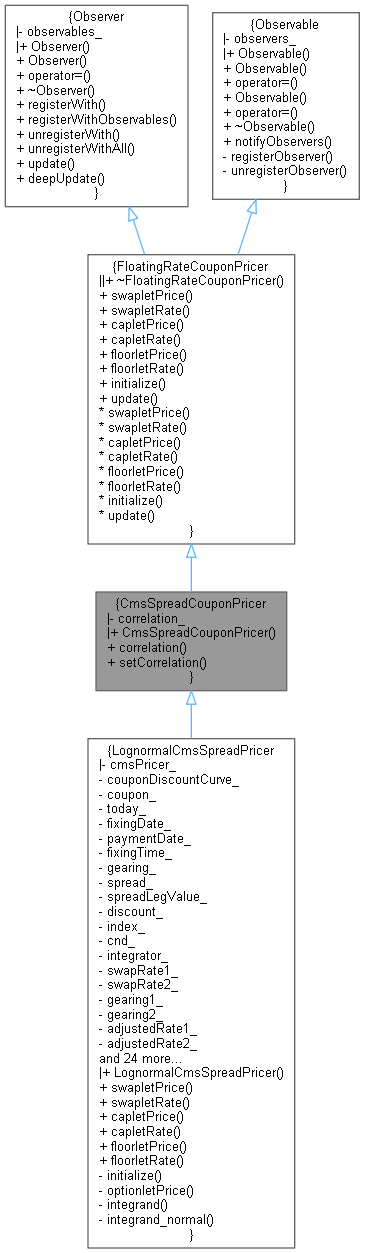 {Observer
|- observables_
|+ Observer()
+ Observer()
+ operator=()
+ ~Observer()
+ registerWith()
+ registerWithObservables()
+ unregisterWith()
+ unregisterWithAll()
+ update()
+ deepUpdate()
}
{Observable
|- observers_
|+ Observable()
+ Observable()
+ operator=()
+ Observable()
+ operator=()
+ ~Observable()
+ notifyObservers()
- registerObserver()
- unregisterObserver()
}
{FloatingRateCouponPricer
||+ ~FloatingRateCouponPricer()
+ swapletPrice()
+ swapletRate()
+ capletPrice()
+ capletRate()
+ floorletPrice()
+ floorletRate()
+ initialize()
+ update()
* swapletPrice()
* swapletRate()
* capletPrice()
* capletRate()
* floorletPrice()
* floorletRate()
* initialize()
* update()
}
{CmsSpreadCouponPricer
|- correlation_
|+ CmsSpreadCouponPricer()
+ correlation()
+ setCorrelation()
}
{LognormalCmsSpreadPricer
|- cmsPricer_
- couponDiscountCurve_
- coupon_
- today_
- fixingDate_
- paymentDate_
- fixingTime_
- gearing_
- spread_
- spreadLegValue_
- discount_
- index_
- cnd_
- integrator_
- swapRate1_
- swapRate2_
- gearing1_
- gearing2_
- adjustedRate1_
- adjustedRate2_
and 24 more...
|+ LognormalCmsSpreadPricer()
+ swapletPrice()
+ swapletRate()
+ capletPrice()
+ capletRate()
+ floorletPrice()
+ floorletRate()
- initialize()
- optionletPrice()
- integrand()
- integrand_normal()
}